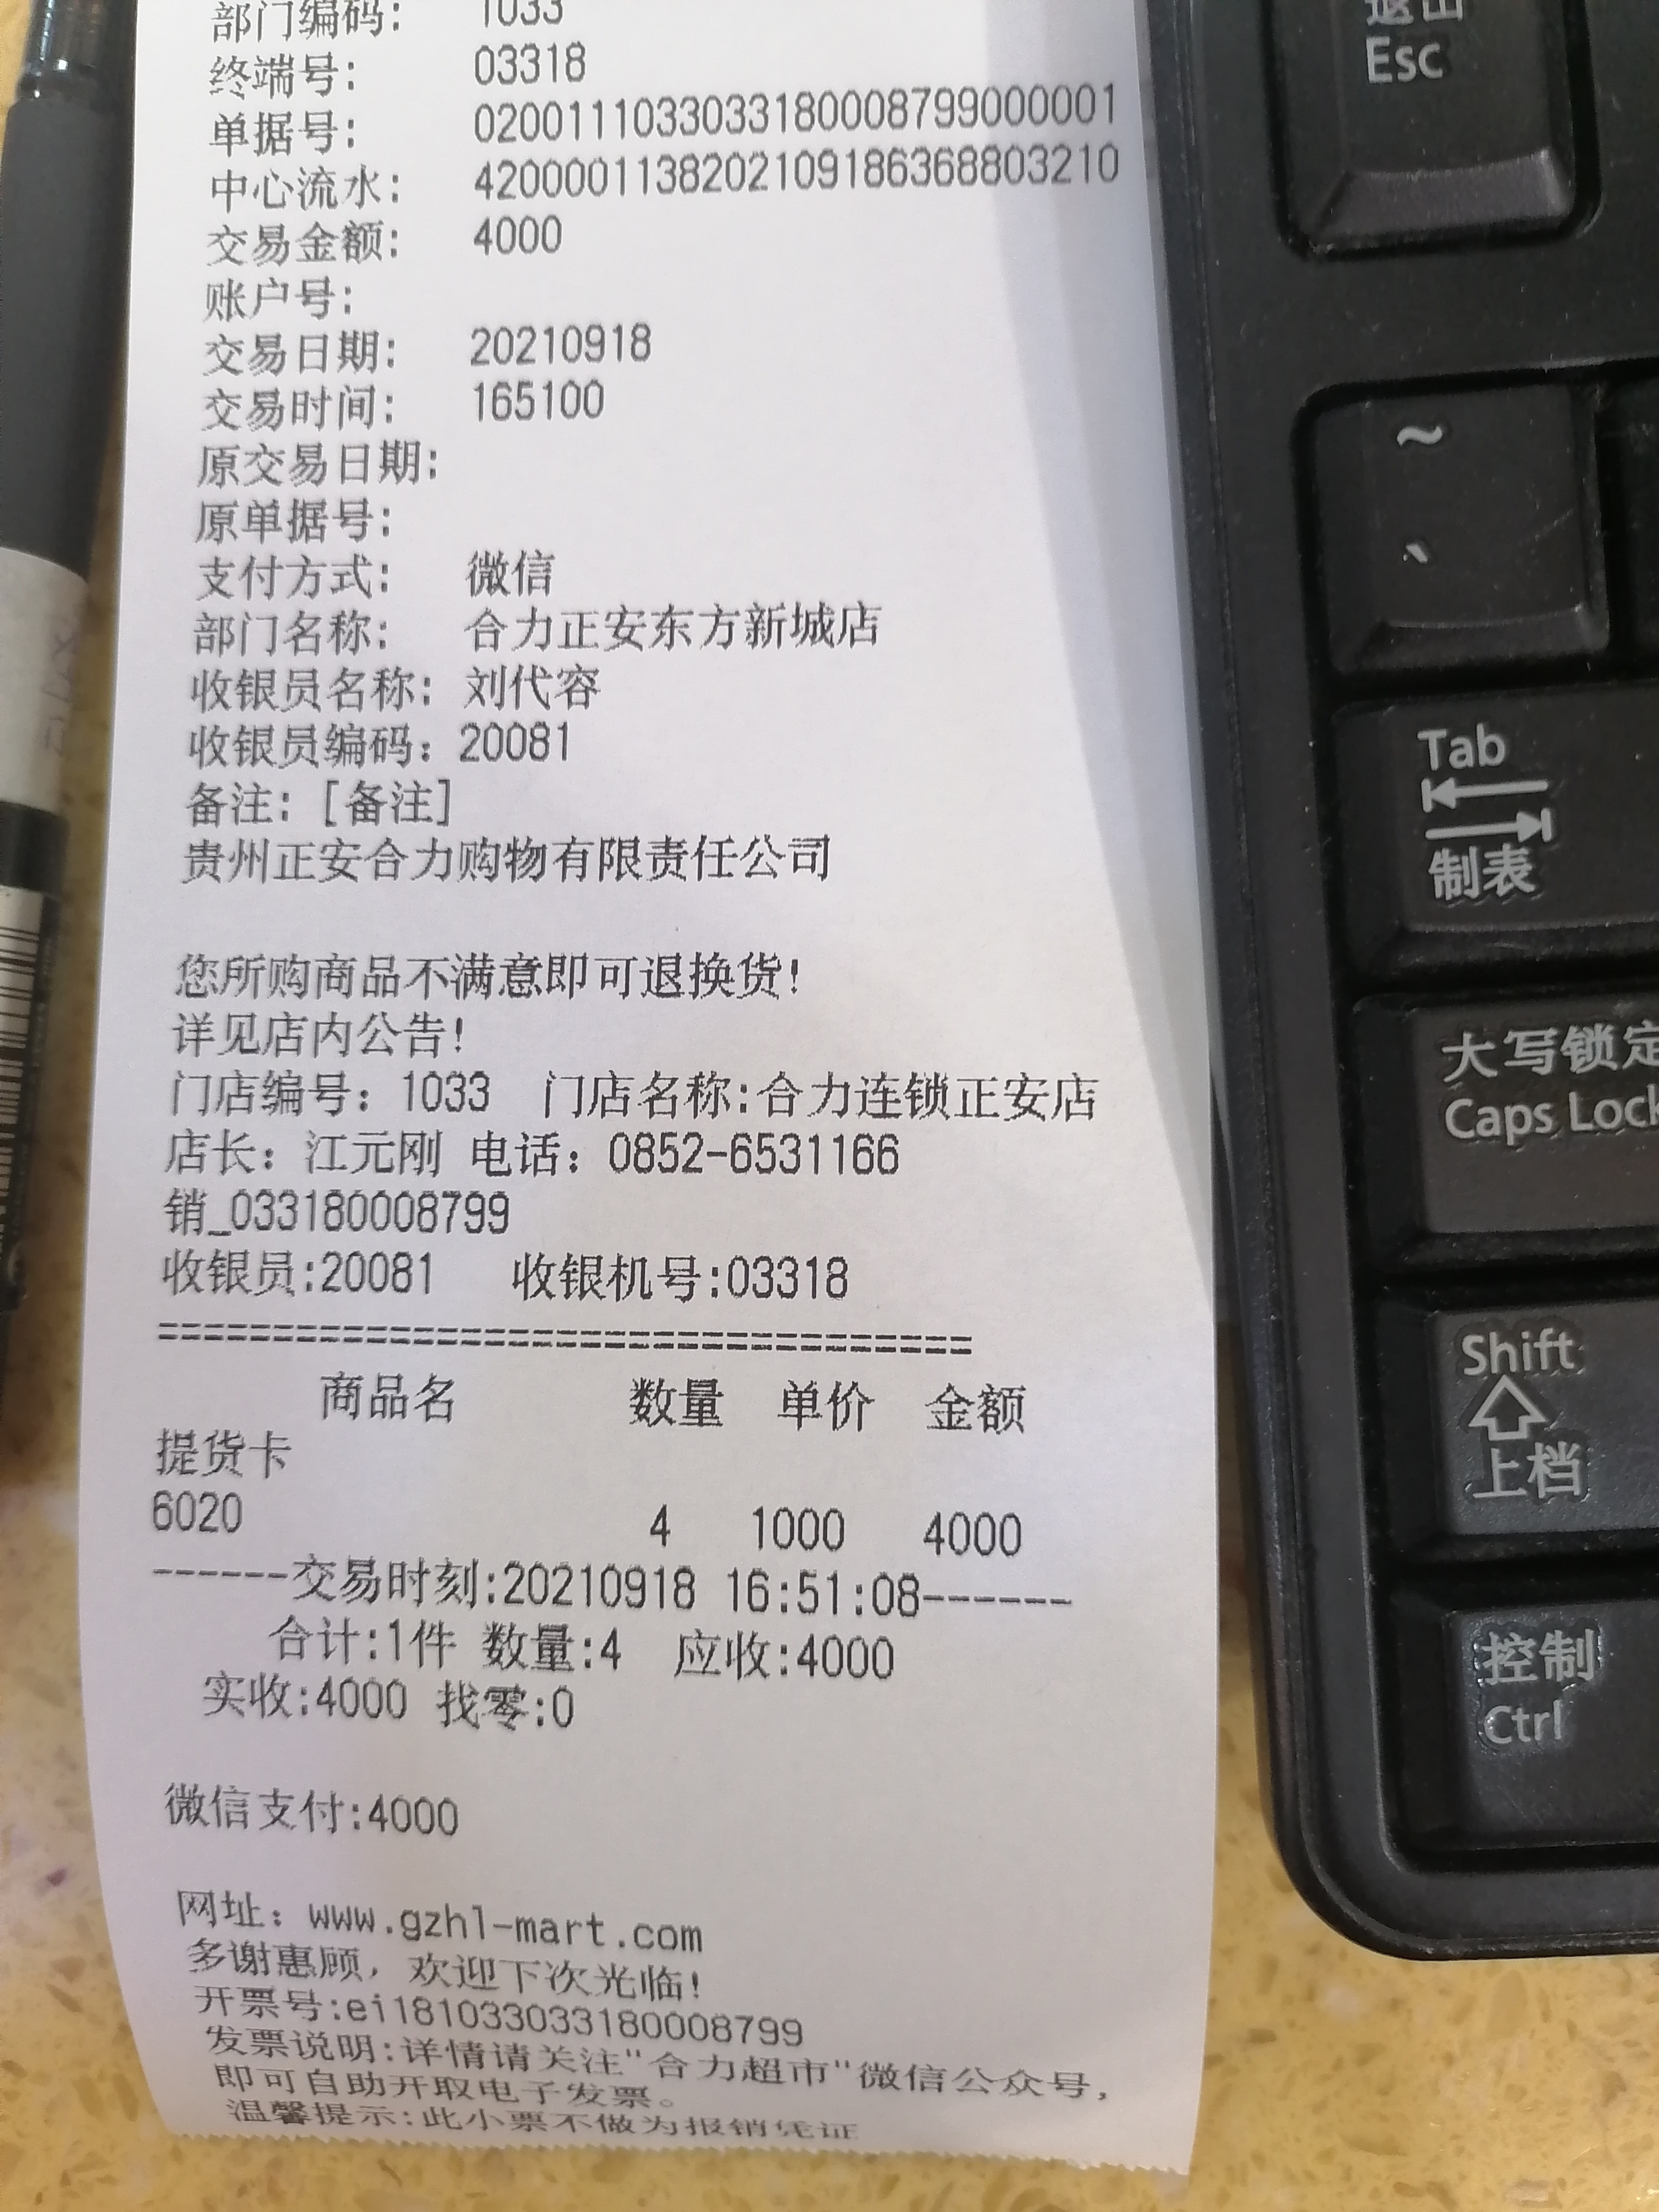 部门编码: 1033
终端号: 03318
单据号: 0200111033033180008799000001
中心流水: 4200001138202109186368803210
交易金额: 4000
账户号:
交易日期: 20210918
交易时间: 165100
原交易日期:
原单据号:
支付方式: 微信
部门名称: 合力正安东方新城店
收银员名称: 刘代容
收银员编码: 20081
备注: [备注]
贵州正安合力购物有限责任公司
您所购商品不满意即可退换货!
详见店内公告!
门店编号: 1033 门店名称:合力连锁正安店
店长: 江元刚 电话: 0852-6531166
销_033180008799
收银员:20081 收银机号:03318
===================================
商品名 数量 单价 金额
提货卡
6020 4 1000 4000
------交易时刻:20210918 16:51:08------
合计:1件 数量:4 应收:4000
实收:4000 找零:0
微信支付:4000
网址: www.gzhl-mart.com
多谢惠顾, 欢迎下次光临!
开票号:ei181033033180008799
发票说明:详情请关注"合力超市"微信公众号,
即可自助开取电子发票。
温馨提示:此小票不做为报销凭证
退出
Esc
~
`
Tab
制表
大写锁定
Caps Lock
Shift
上档
控制
Ctrl